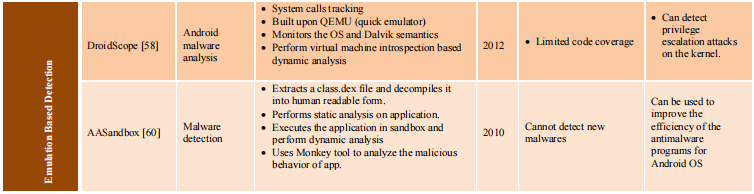 Emulation Based Detection
DroidScope [58]
Android
malware
analysis
• System calls tracking
• Built upon QEMU (quick emulator)
• Monitors the OS and Dalvik semantics
• Perform virtual machine introspection based
dynamic analysis
2012
• Limited code coverage
• Can detect
privilege
escalation attacks
on the kernel.
AASandbox [60]
Malware
detection
• Extracts a class.dex file and decompiles it
into human readable form.
• Performs static analysis on application.
• Executes the application in sandbox and
perform dynamic analysis
• Uses Monkey tool to analyze the malicious
behavior of app.
2010
Cannot detect new
malwares
Can be used to
improve the
efficiency of the
antimalware
programs for
Android OS